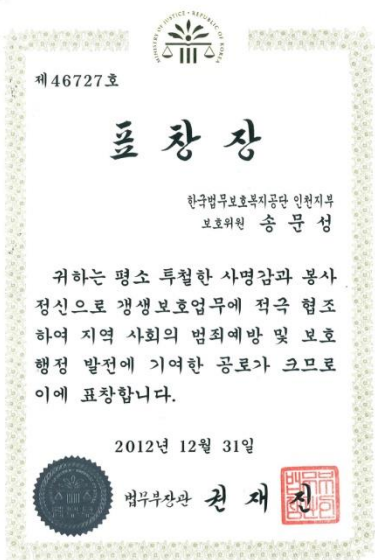 MINISTRY OF JUSTICE • REPUBLIC OF KOREA
제46727호
표 창 장
한국법무보호복지공단 인천지부
보호위원 송 문 성
귀하는 평소 투철한 사명감과 봉사
정신으로 갱생보호업무에 적극 협조
하여 지역 사회의 범죄예방 및 보호
행정 발전에 기여한 공로가 크므로
이에 표창합니다.
2012년 12월 31일
법무부장관 권 재 진